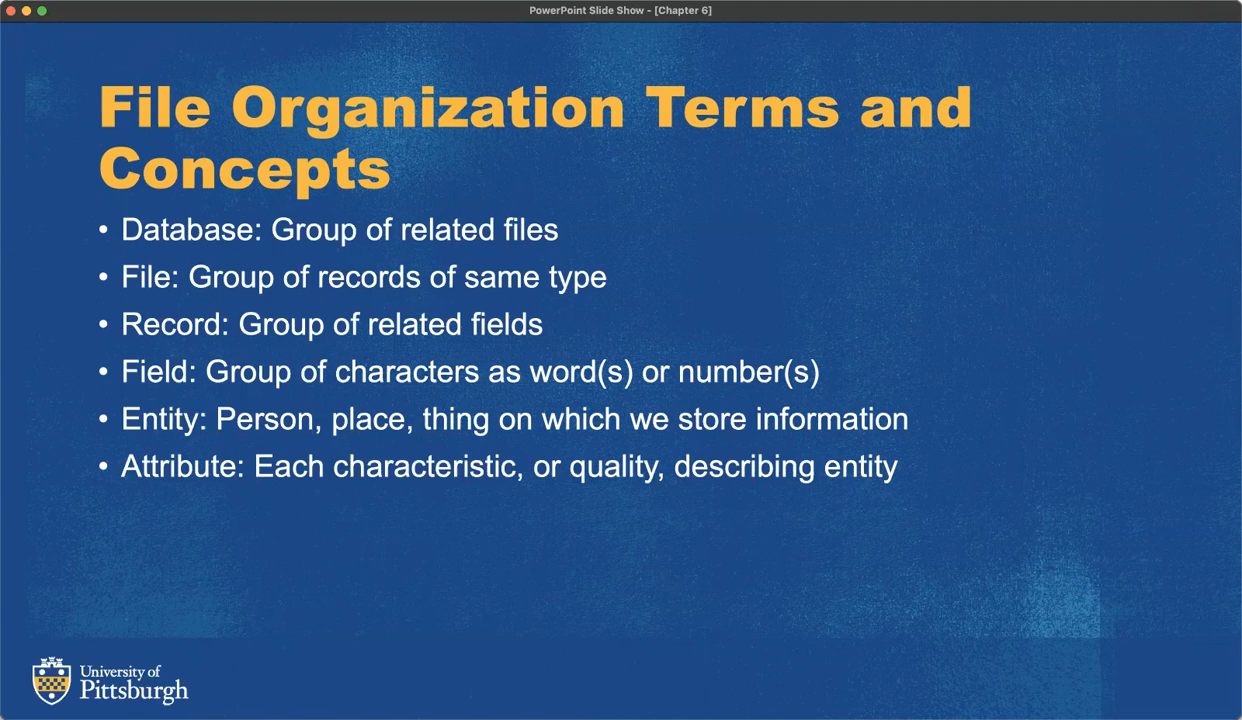 PowerPoint Slide Show - [Chapter 6]
File Organization Terms and
Concepts
• Database: Group of related files
• File: Group of records of same type
• Record: Group of related fields
• Field: Group of characters as word(s) or number(s)
• Entity: Person, place, thing on which we store information
• Attribute: Each characteristic, or quality, describing entity
University of
Pittsburgh